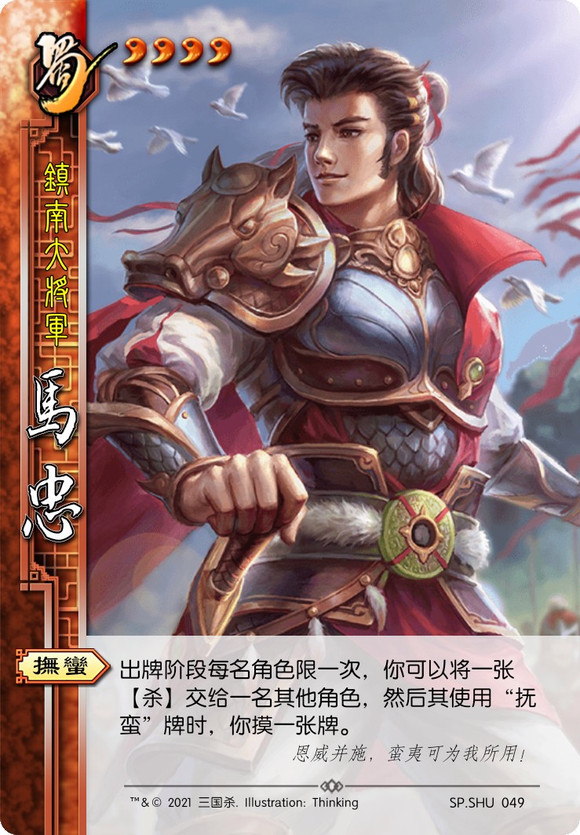 蜀
鎮南大將軍
馬忠
撫蠻
出牌阶段每名角色限一次，你可以将一张
【杀】交给一名其他角色，然后其使用“抚
蛮”牌时，你摸一张牌。
恩威并施，蛮夷可为我所用！
™&© 2021 三国杀. Illustration: Thinking
SP.SHU 049